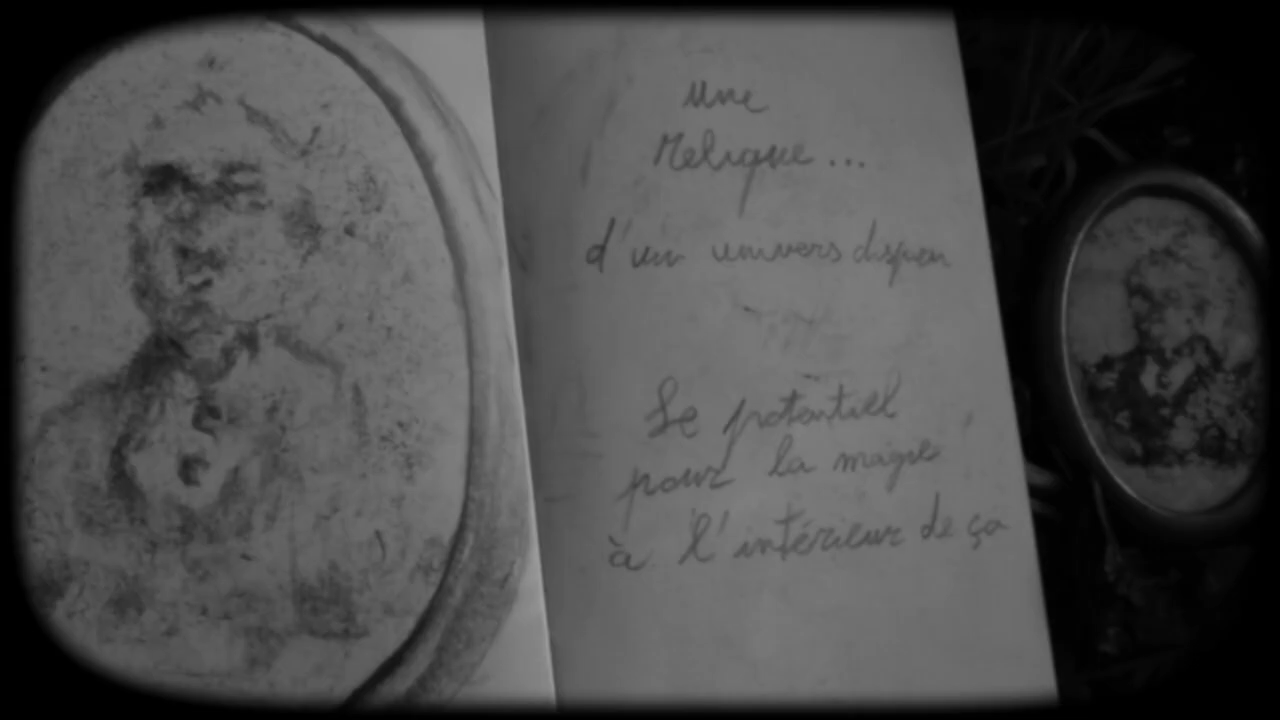 Une
Relique...
d'un univers disparu
Le potentiel
pour la magie
à l'intérieur de ça